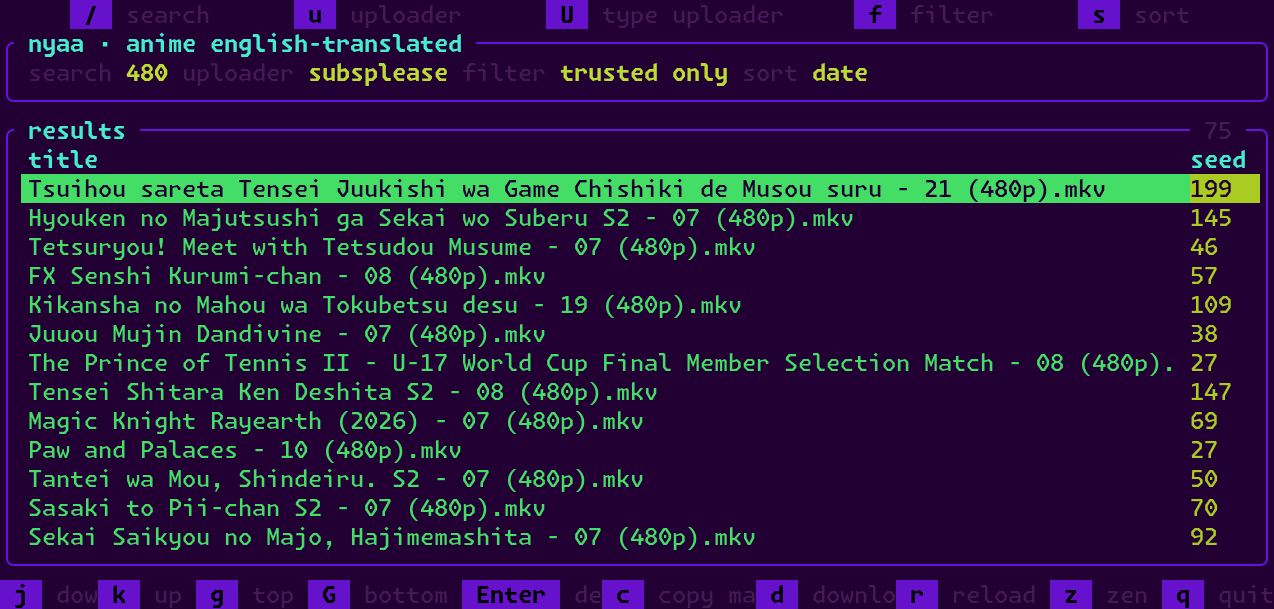 / search u uploader U type uploader f filter s sort
nyaa · anime english-translated
search 480 uploader subsplease filter trusted only sort date
results 75
title seed
Tsuihou sareta Tensei Juukishi wa Game Chishiki de Musou suru - 21 (480p).mkv 199
Hyouken no Majutsushi ga Sekai wo Suberu S2 - 07 (480p).mkv 145
Tetsuryou! Meet with Tetsudou Musume - 07 (480p).mkv 46
FX Senshi Kurumi-chan - 08 (480p).mkv 57
Kikansha no Mahou wa Tokubetsu desu - 19 (480p).mkv 109
Juuou Mujin Dandivine - 07 (480p).mkv 38
The Prince of Tennis II - U-17 World Cup Final Member Selection Match - 08 (480p). 27
Tensei Shitara Ken Deshita S2 - 08 (480p).mkv 147
Magic Knight Rayearth (2026) - 07 (480p).mkv 69
Paw and Palaces - 10 (480p).mkv 27
Tantei wa Mou, Shindeiru. S2 - 07 (480p).mkv 50
Sasaki to Pii-chan S2 - 07 (480p).mkv 70
Sekai Saikyou no Majo, Hajimemashita - 07 (480p).mkv 92
j dow k up g top G bottom Enter de c copy ma d downlo r reload z zen q quit